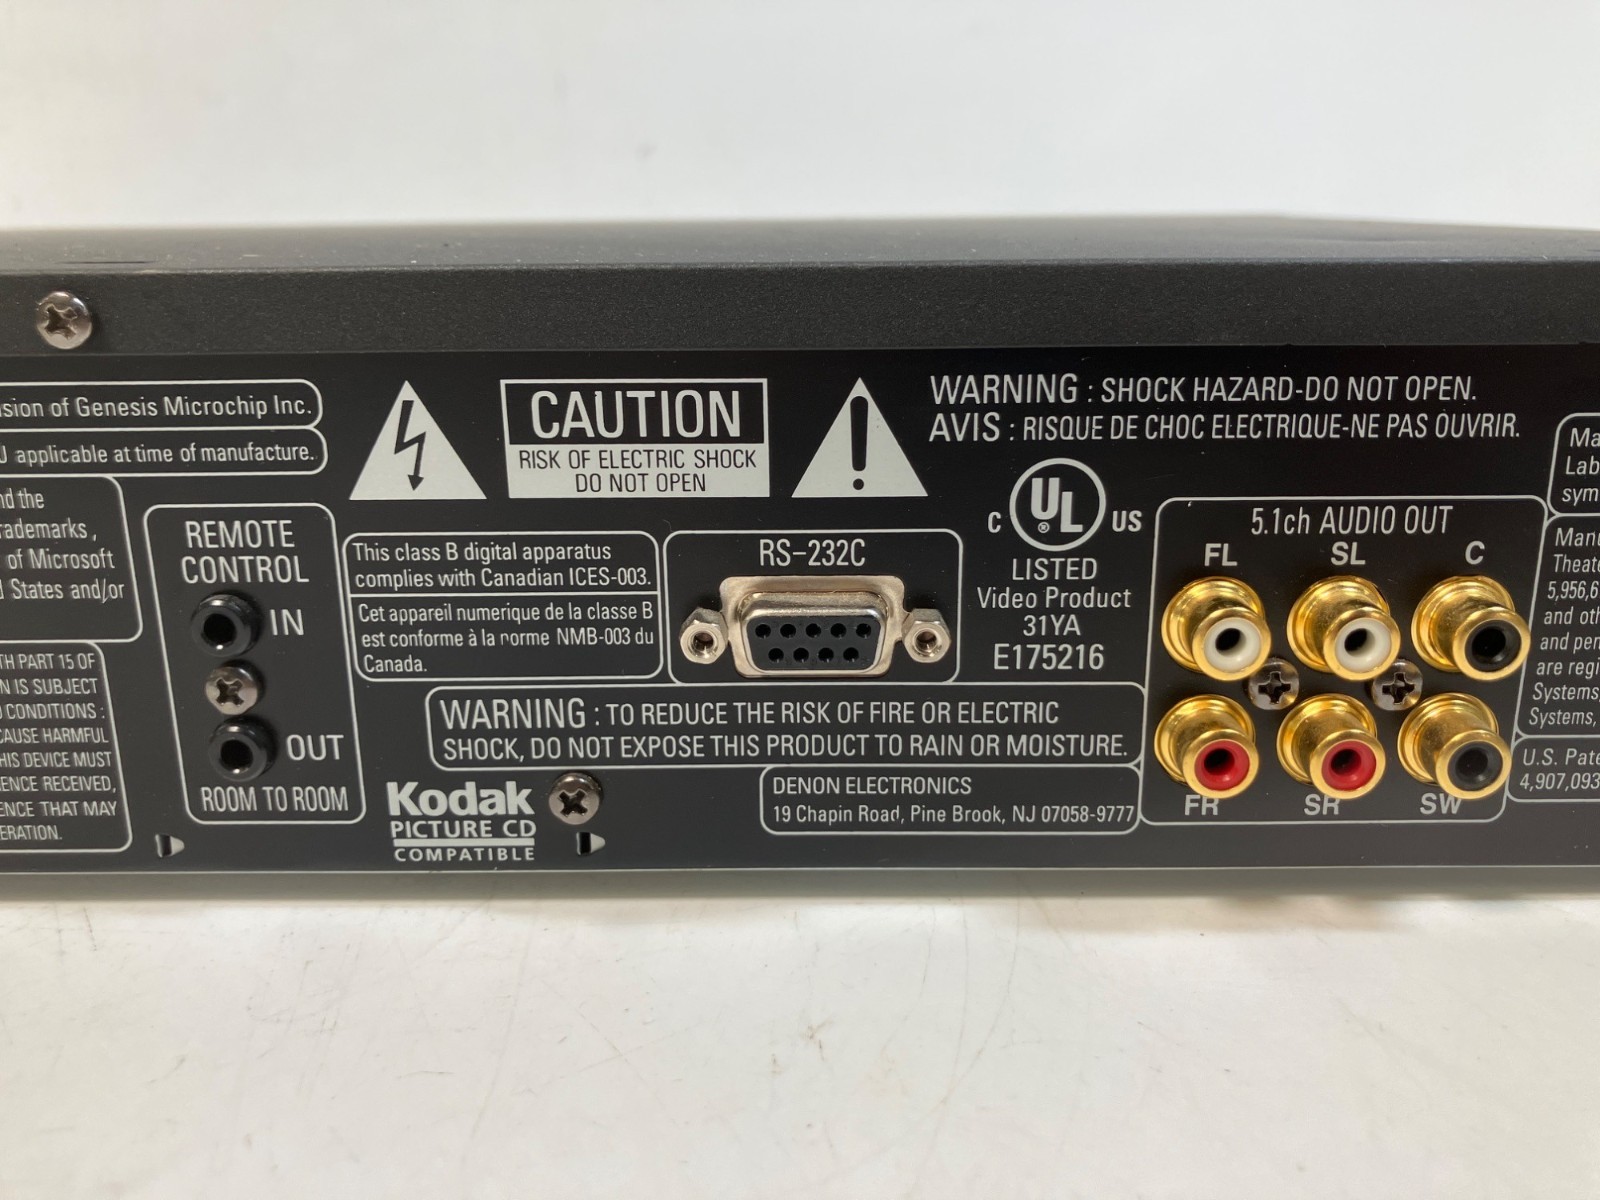 sion of Genesis Microchip Inc.
J applicable at time of manufacture.
nd the
rademarks,
of Microsoft
d States and/or
TH PART 15 OF
N IS SUBJECT
CONDITIONS :
CAUSE HARMFUL
HIS DEVICE MUST
ENCE RECEIVED,
ENCE THAT MAY
ERATION.
REMOTE
CONTROL
IN
OUT
ROOM TO ROOM
CAUTION
RISK OF ELECTRIC SHOCK
DO NOT OPEN
WARNING : SHOCK HAZARD-DO NOT OPEN.
AVIS : RISQUE DE CHOC ELECTRIQUE-NE PAS OUVRIR.
This class B digital apparatus
complies with Canadian ICES-003.
Cet appareil numerique de la classe B
est conforme à la norme NMB-003 du
Canada.
RS-232C
C UL ® US
LISTED
Video Product
31YA
E175216
WARNING : TO REDUCE THE RISK OF FIRE OR ELECTRIC
SHOCK, DO NOT EXPOSE THIS PRODUCT TO RAIN OR MOISTURE.
Kodak
PICTURE CD
COMPATIBLE
DENON ELECTRONICS
19 Chapin Road, Pine Brook, NJ 07058-9777
5.1ch AUDIO OUT
FL SL C
FR SR SW
Ma
Lab
sym
Manu
Theate
5,956,6
and oth
and pen
are regi
Systems,
Systems,
U.S. Pate
4,907,093